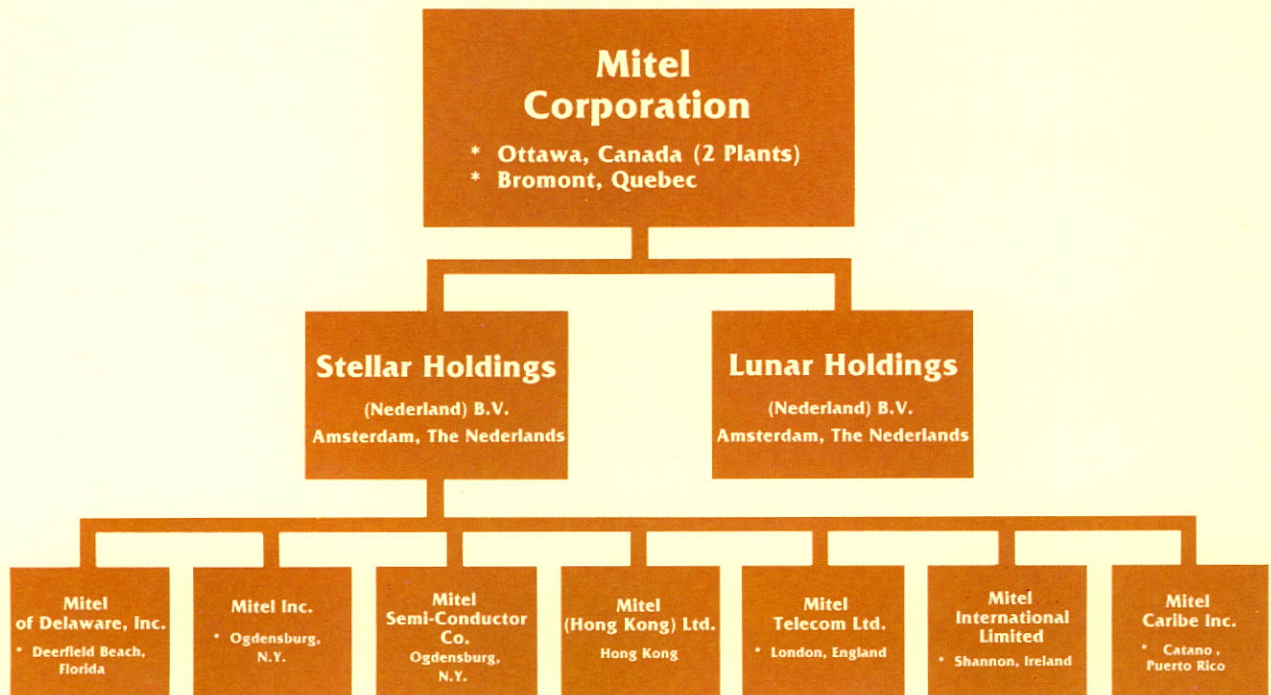 Mitel
Corporation
* Ottawa, Canada (2 Plants)
* Bromont, Quebec
Stellar Holdings
(Nederland) B.V.
Amsterdam, The Nederlands
Lunar Holdings
(Nederland) B.V.
Amsterdam, The Nederlands
Mitel
of Delaware, Inc.
* Deerfield Beach,
Florida
Mitel Inc.
* Ogdensburg,
N.Y.
Mitel
Semi-Conductor
Co.
Ogdensburg,
N.Y.
Mitel
(Hong Kong) Ltd.
Hong Kong
Mitel
Telecom Ltd.
* London, England
Mitel
International
Limited
* Shannon, Ireland
Mitel
Caribe Inc.
* Catano ,
Puerto Rico